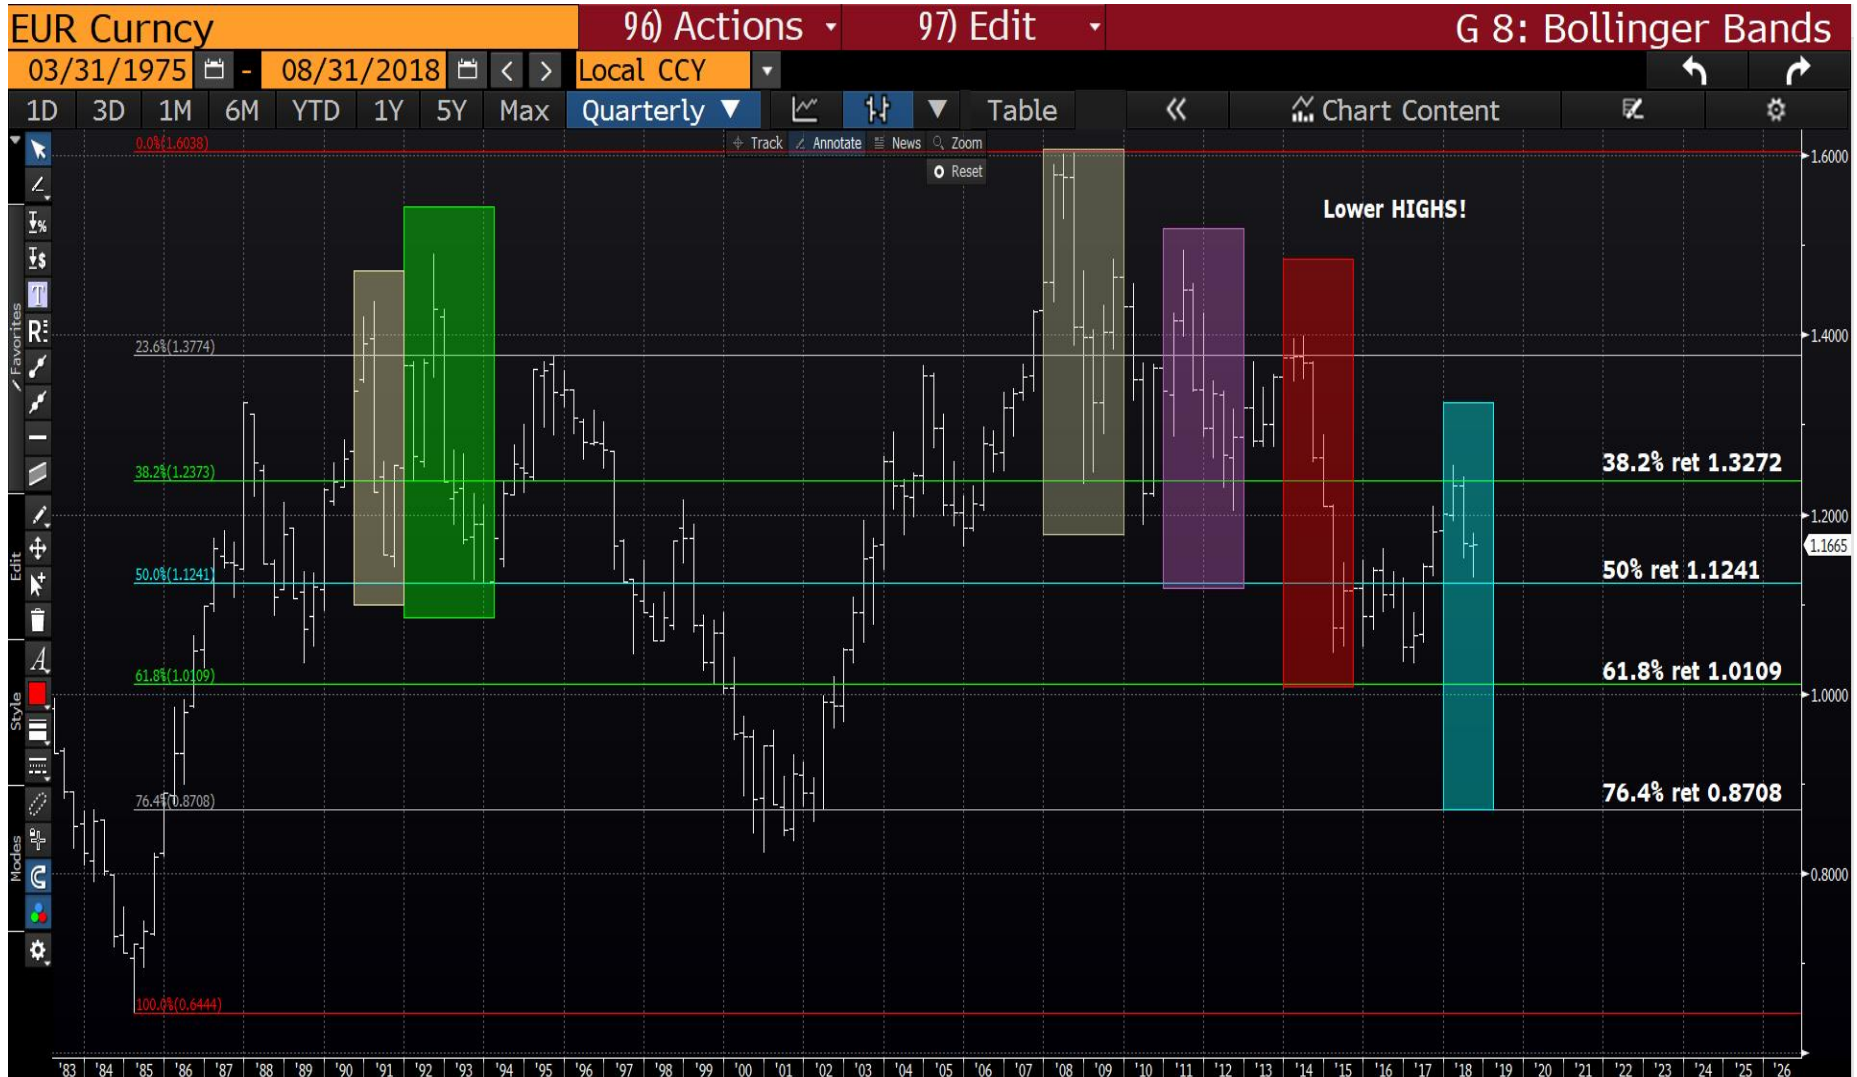 EUR Curncy 96) Actions 97) Edit G 8: Bollinger Bands
03/31/1975 - 08/31/2018 Local CCY
1D 3D 1M 6M YTD 1Y 5Y Max Quarterly Table Chart Content
Track Annotate News Zoom
Reset
0.0%(1.6038)
1.6000
Lower HIGHS!
1.4000
23.6%(1.3774)
38.2% ret 1.3272
38.2%(1.2373)
1.2000
1.1665
50% ret 1.1241
50.0%(1.1241)
61.8% ret 1.0109
61.8%(1.0109)
1.0000
76.4% ret 0.8708
76.4%(0.8708)
0.8000
100.0%(0.6444)
Favorites
Edit
Style
Modes
'83 '84 '85 '86 '87 '88 '89 '90 '91 '92 '93 '94 '95 '96 '97 '98 '99 '00 '01 '02 '03 '04 '05 '06 '07 '08 '09 '10 '11 '12 '13 '14 '15 '16 '17 '18 '19 '20 '21 '22 '23 '24 '25 '26